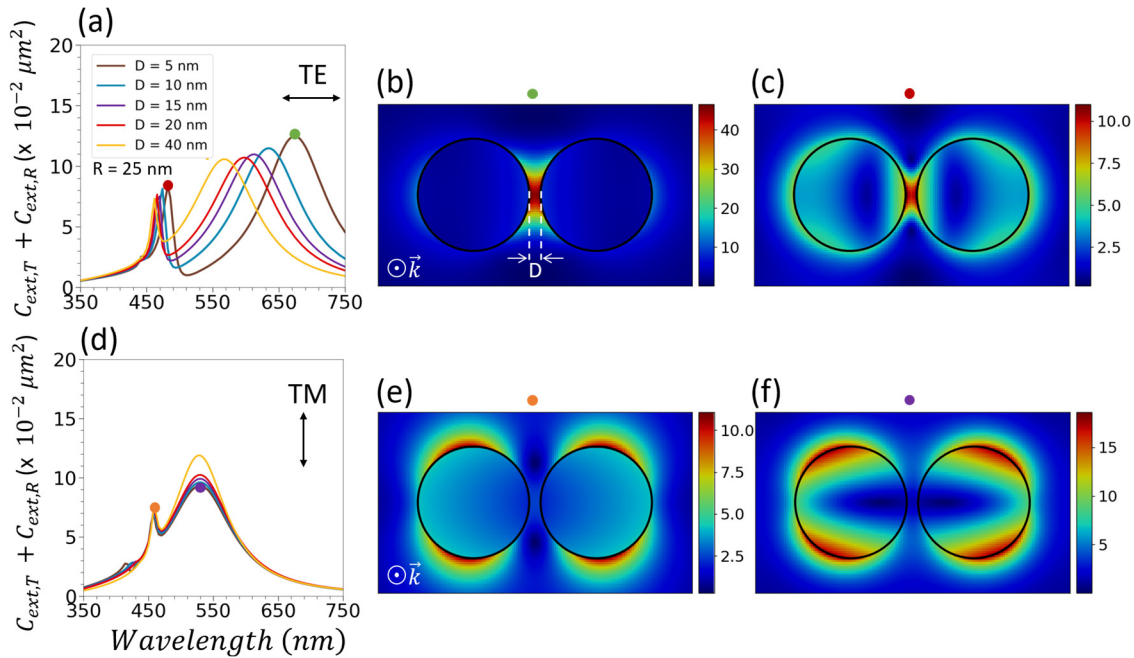 (a)
C_{ext,T} + C_{ext,R} (x 10^{-2} μm^2)
20
15
10
5
0
D = 5 nm
D = 10 nm
D = 15 nm
D = 20 nm
D = 40 nm
R = 25 nm
TE
350 450 550 650 750
(b)
D
⊙k⃗
40
30
20
10
(c)
10.0
7.5
5.0
2.5
(d)
C_{ext,T} + C_{ext,R} (x 10^{-2} μm^2)
20
15
10
5
0
TM
350 450 550 650 750
Wavelength (nm)
(e)
⊙k⃗
10.0
7.5
5.0
2.5
(f)
15
10
5